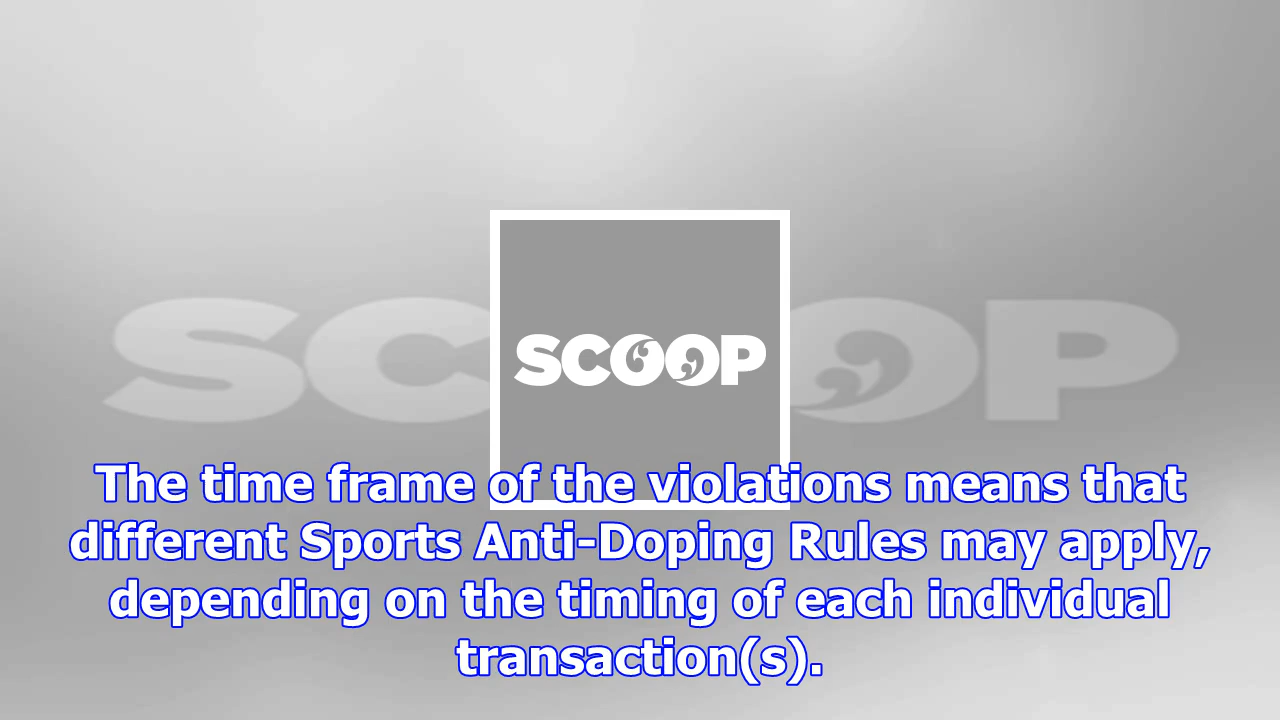 SCOOP
SCOOP
The time frame of the violations means that
different Sports Anti-Doping Rules may apply,
depending on the timing of each individual
transaction(s).